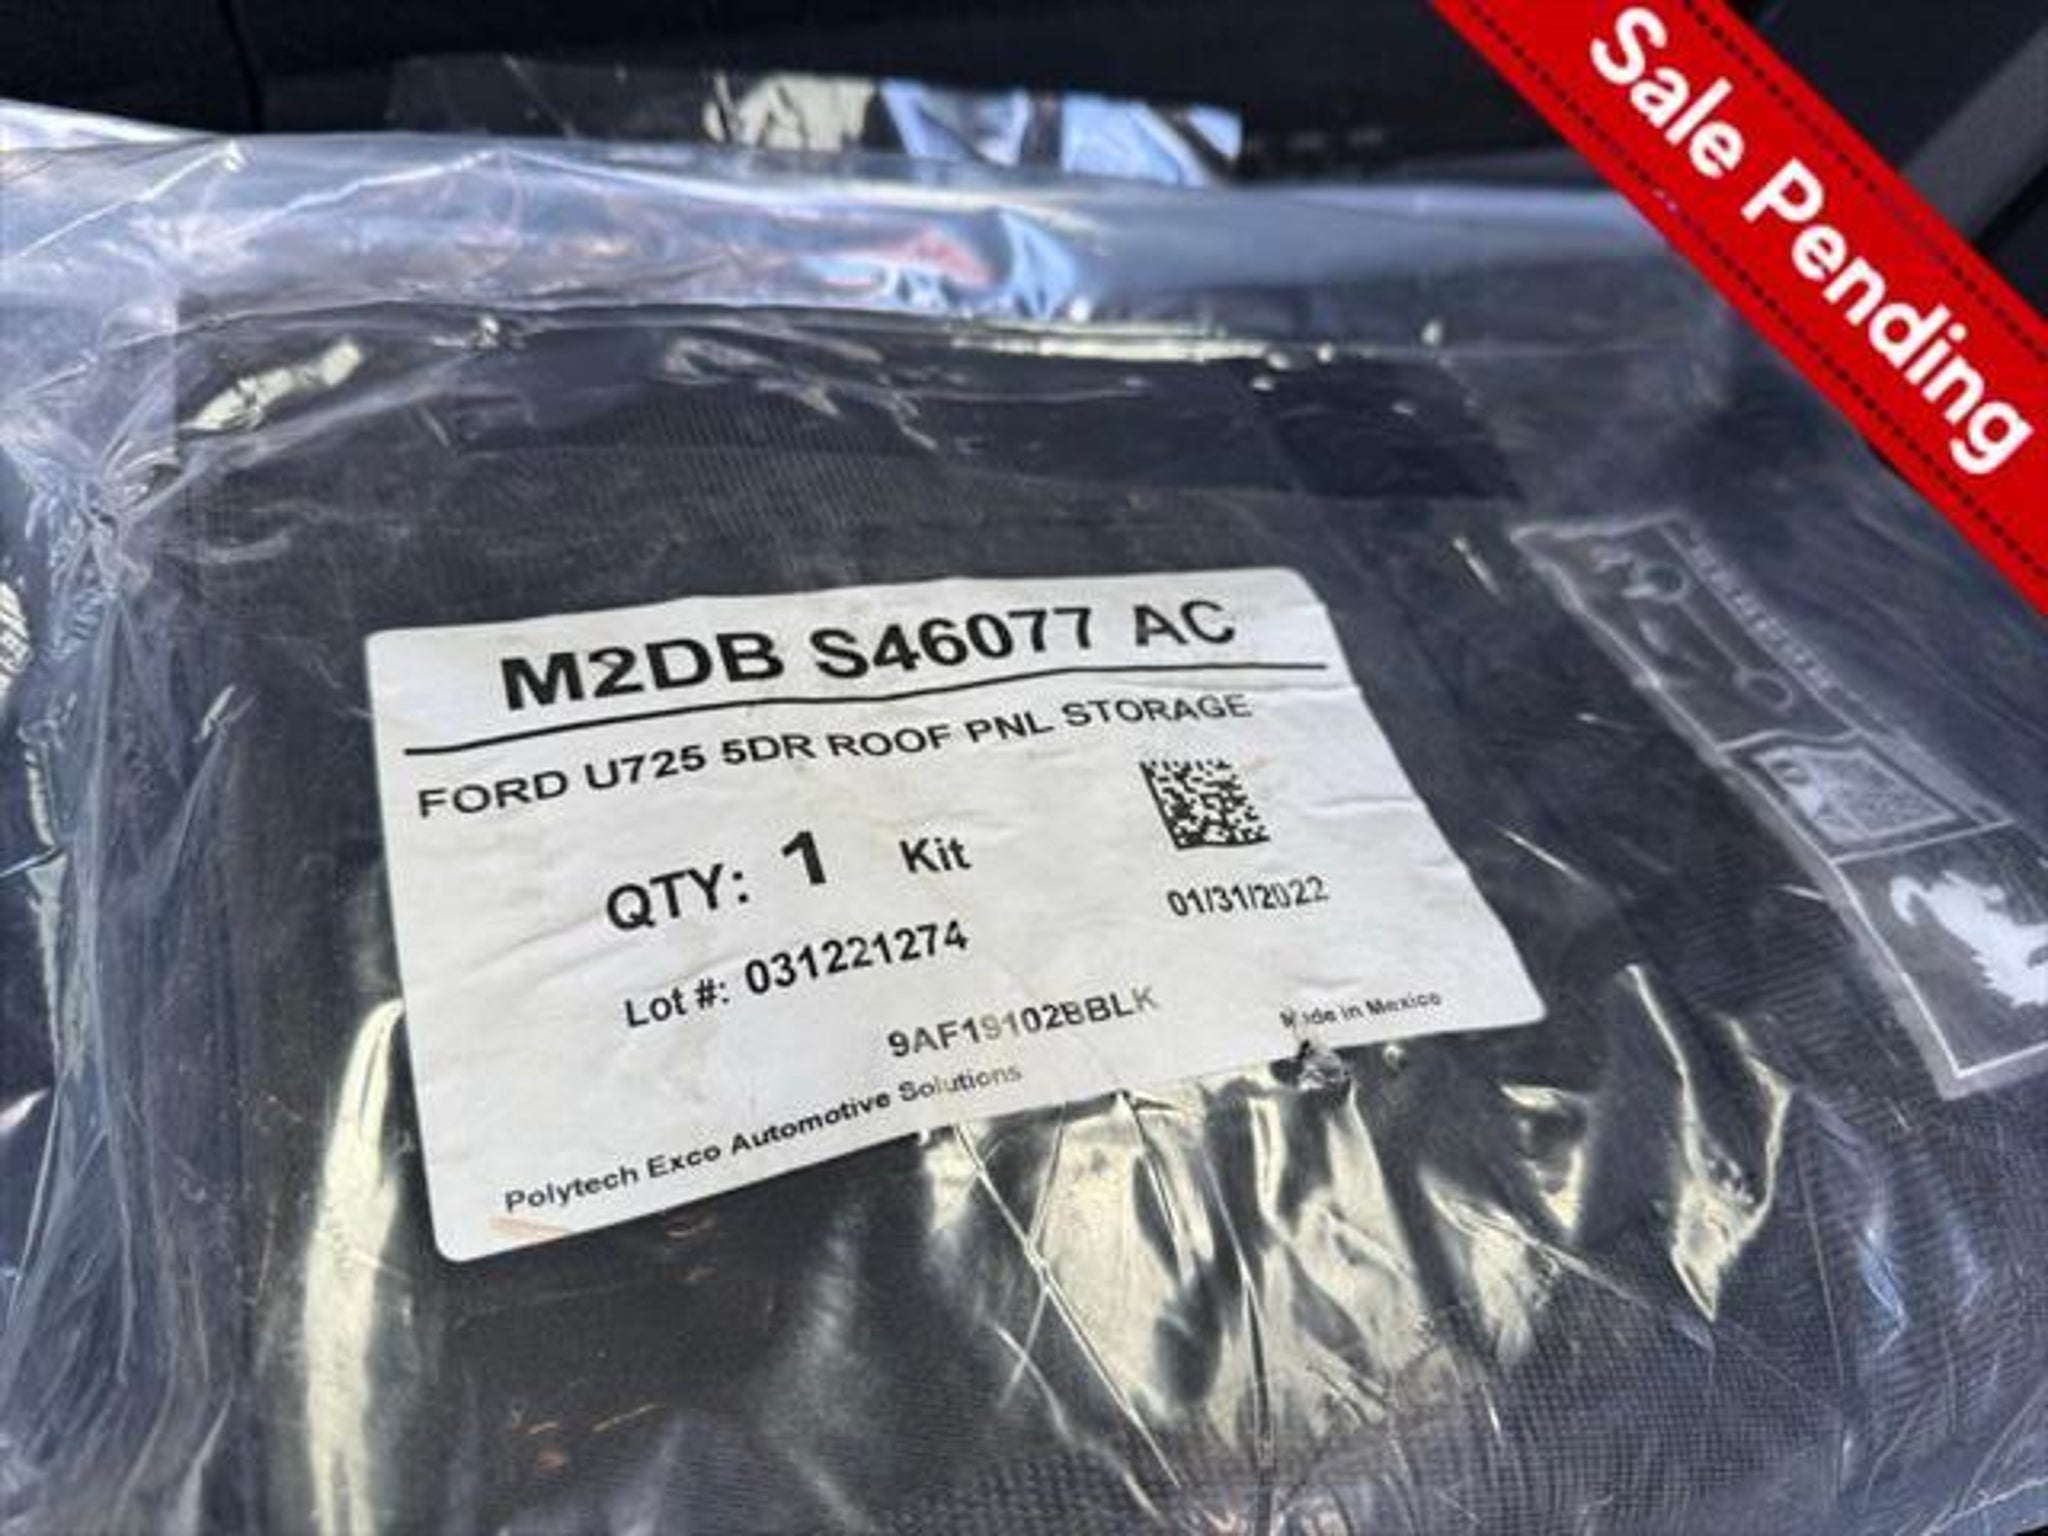 Sale Pending
M2DB S46077 AC
FORD U725 5DR ROOF PNL STORAGE
QTY: 1 Kit
01/31/2022
Lot #: 031221274
9AF19102BBLK
Made in Mexico
Polytech Exco Automotive Solutions